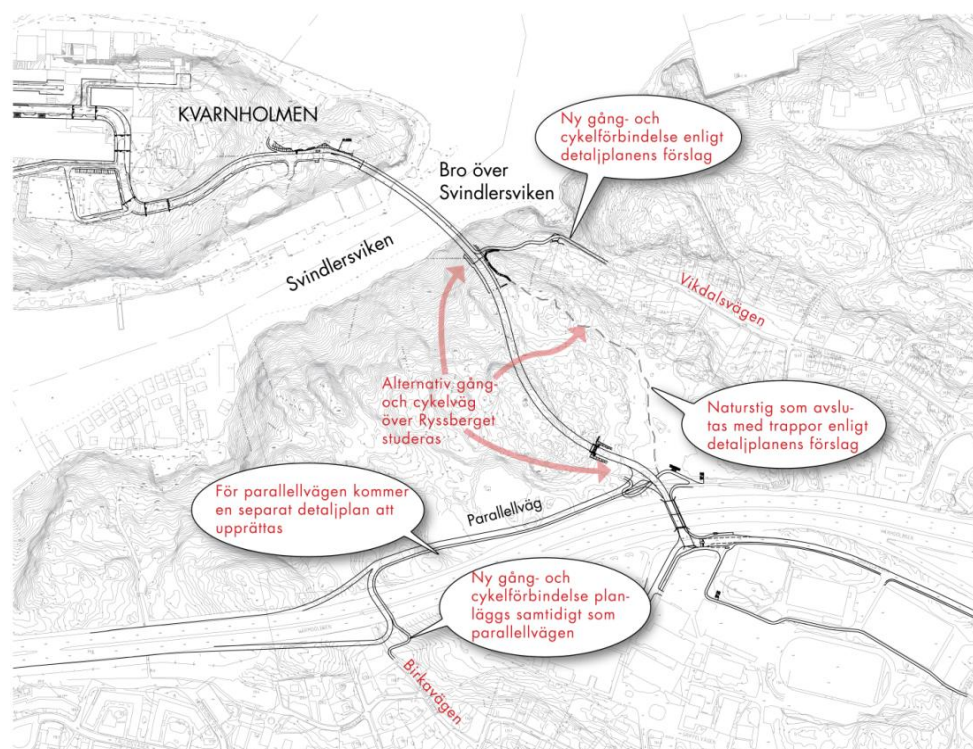 KVARNHOLMEN
Ny gång- och
cykelförbindelse enligt
detaljplanens förslag
Bro över
Svindlersviken
Svindlersviken
Vikdalsvägen
Alternativ gång-
och cykelväg
över Ryssberget
studeras
Naturstig som avslu-
tas med trappor enligt
detaljplanens förslag
För parallellvägen kommer
en separat detaljplan att
upprättas
Parallellväg
Ny gång- och
cykelförbindelse plan-
läggs samtidigt som
parallellvägen
Birkavägen